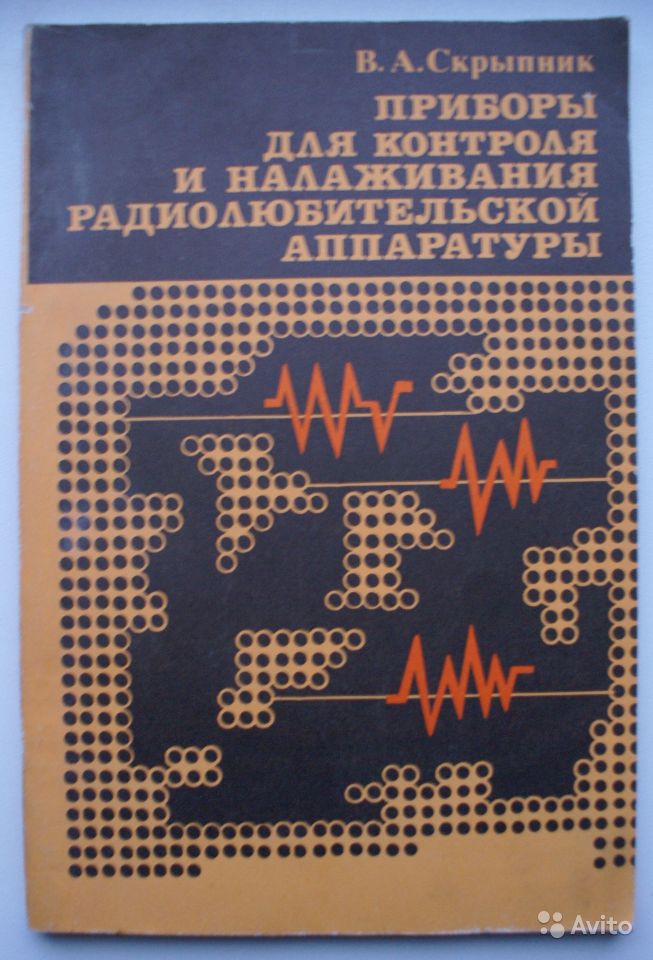 В. А. Скрыпник
ПРИБОРЫ
ДЛЯ КОНТРОЛЯ
И НАЛАЖИВАНИЯ
РАДИОЛЮБИТЕЛЬСКОЙ
АППАРАТУРЫ
Avito